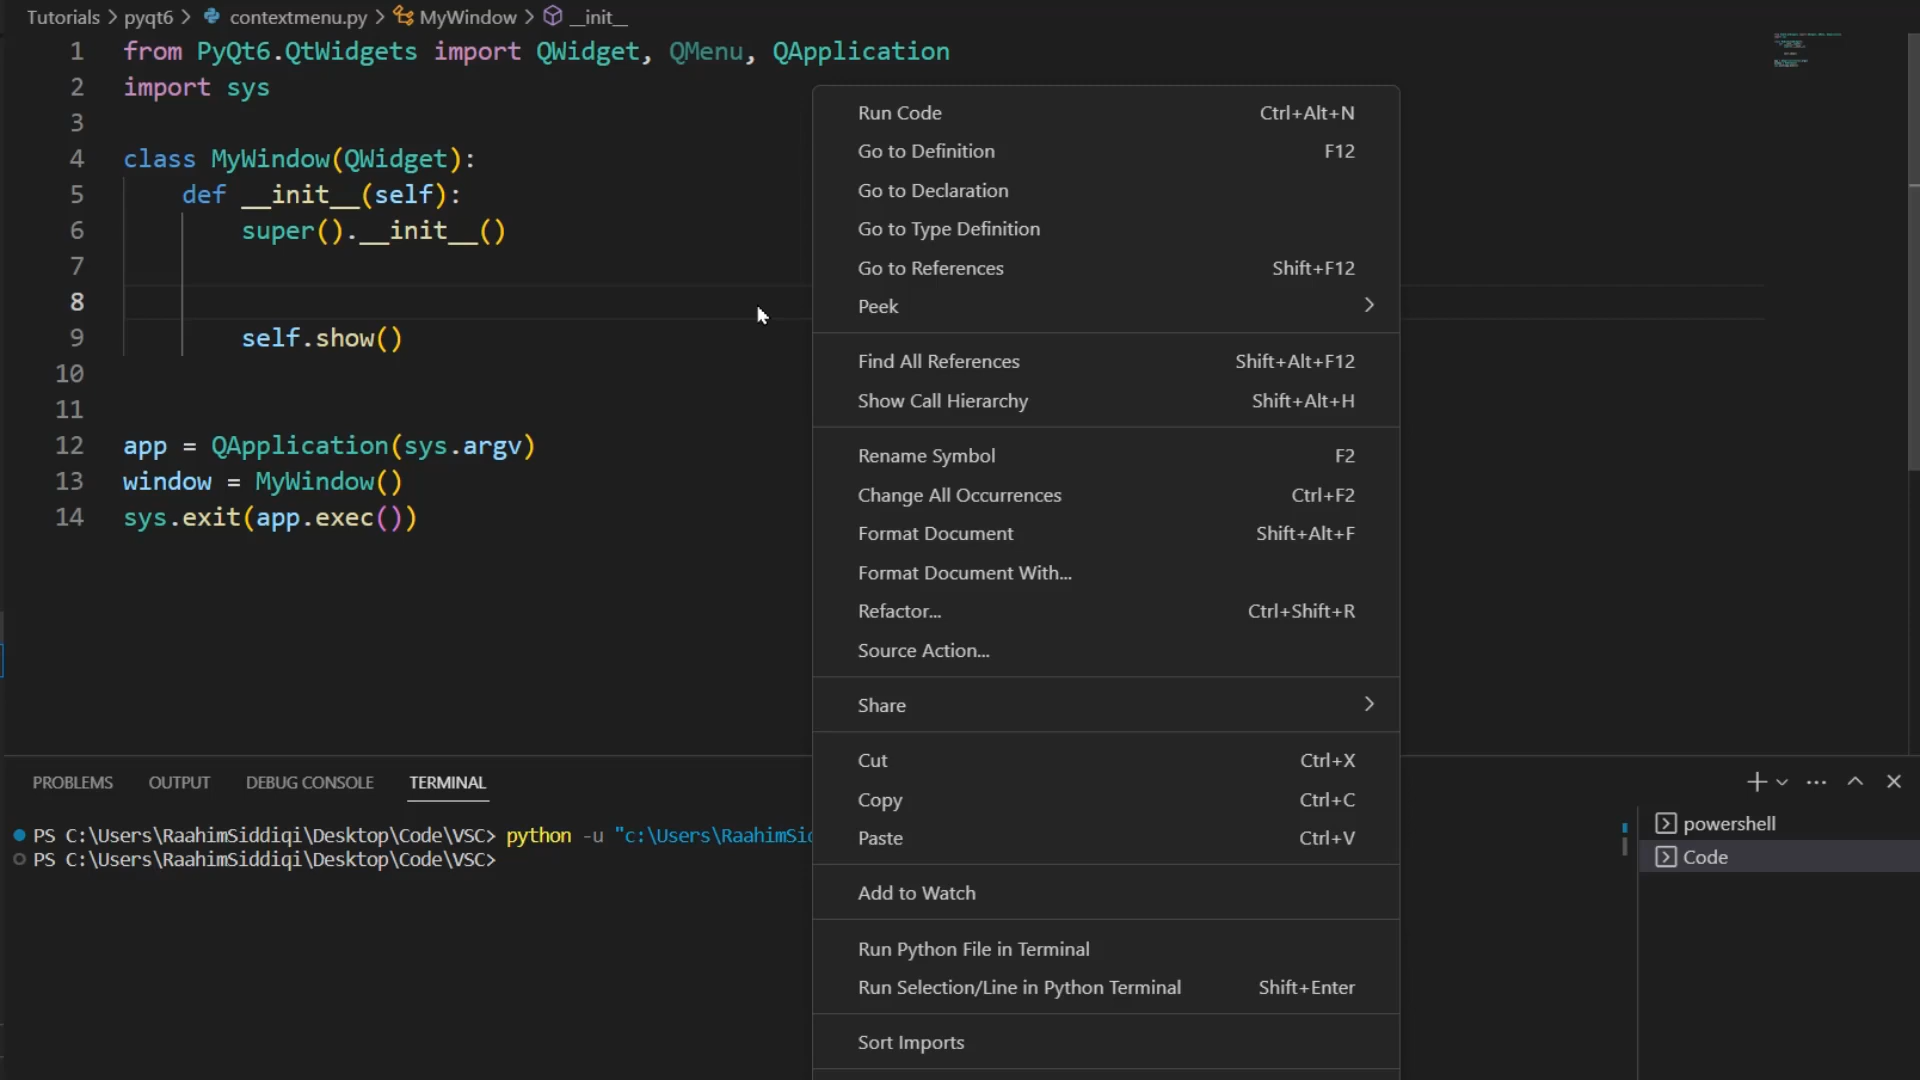 Tutorials > pyqt6 > contextmenu.py > MyWindow > __init__
1 from PyQt6.QtWidgets import QWidget, QMenu, QApplication
2 import sys
3
4 class MyWindow(QWidget):
5     def __init__(self):
6         super().__init__()
7
8
9         self.show()
10
11
12 app = QApplication(sys.argv)
13 window = MyWindow()
14 sys.exit(app.exec())
Run Code Ctrl+Alt+N
Go to Definition F12
Go to Declaration
Go to Type Definition
Go to References Shift+F12
Peek
Find All References Shift+Alt+F12
Show Call Hierarchy Shift+Alt+H
Rename Symbol F2
Change All Occurrences Ctrl+F2
Format Document Shift+Alt+F
Format Document With...
Refactor... Ctrl+Shift+R
Source Action...
Share
Cut Ctrl+X
Copy Ctrl+C
Paste Ctrl+V
Add to Watch
Run Python File in Terminal
Run Selection/Line in Python Terminal Shift+Enter
Sort Imports
PROBLEMS OUTPUT DEBUG CONSOLE TERMINAL
PS C:\Users\RaahimSiddiqi\Desktop\Code\VSC> python -u "c:\Users\RaahimSid
PS C:\Users\RaahimSiddiqi\Desktop\Code\VSC>
powershell
Code